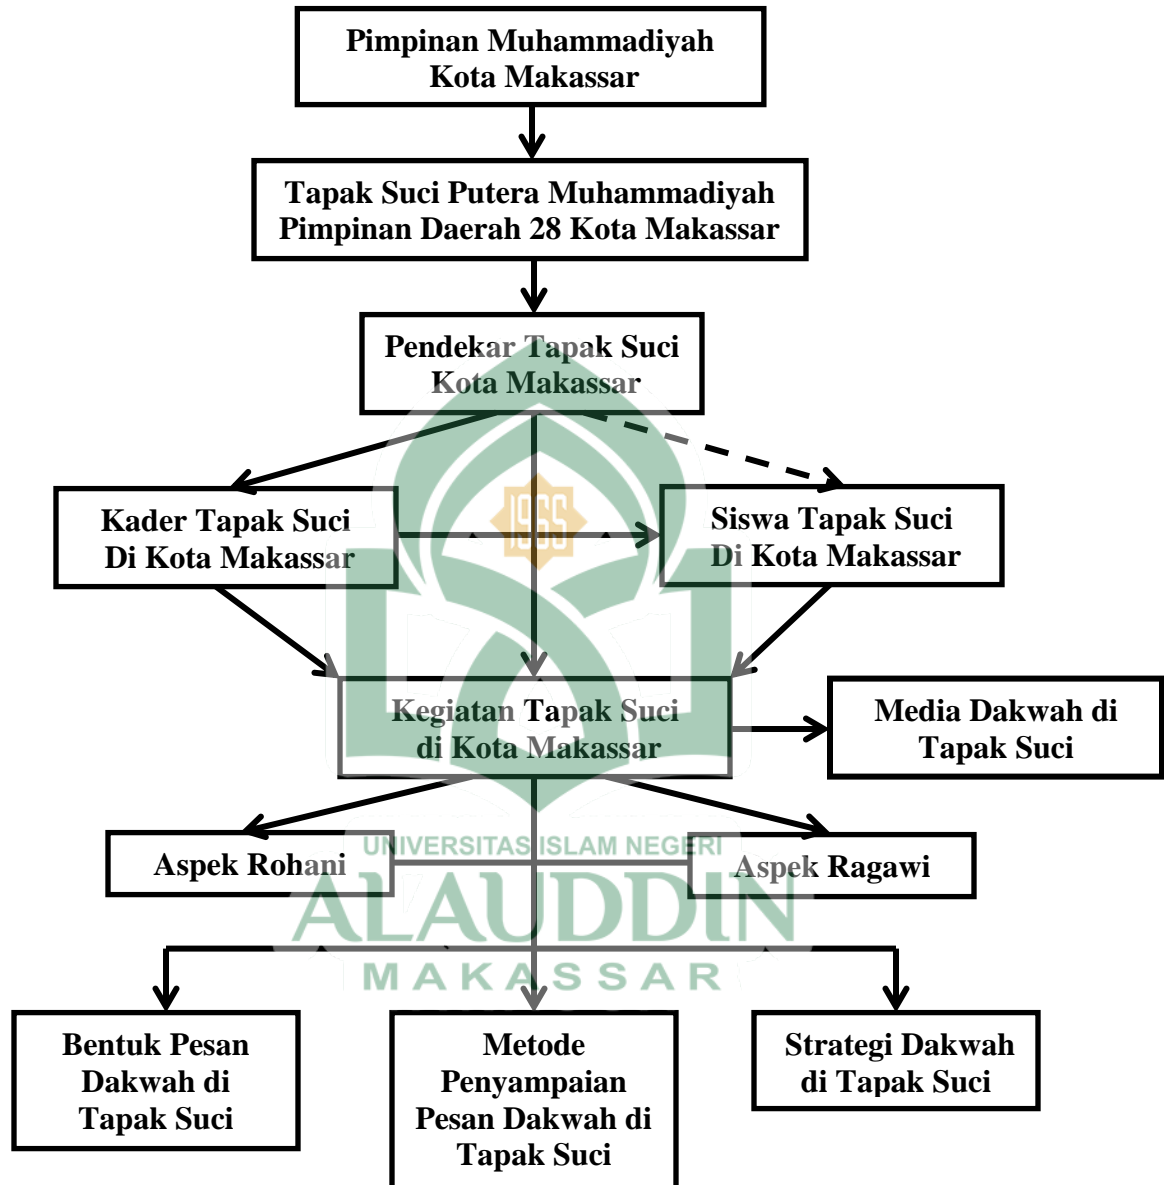 Pimpinan Muhammadiyah
Kota Makassar
Tapak Suci Putera Muhammadiyah
Pimpinan Daerah 28 Kota Makassar
Pendekar Tapak Suci
Kota Makassar
Kader Tapak Suci
Di Kota Makassar
1965
Siswa Tapak Suci
Di Kota Makassar
Kegiatan Tapak Suci
di Kota Makassar
Media Dakwah di
Tapak Suci
Aspek Rohani
Aspek Ragawi
UNIVERSITAS ISLAM NEGERI
ALAUDDIN
MAKASSAR
Bentuk Pesan
Dakwah di
Tapak Suci
Metode
Penyampaian
Pesan Dakwah di
Tapak Suci
Strategi Dakwah
di Tapak Suci